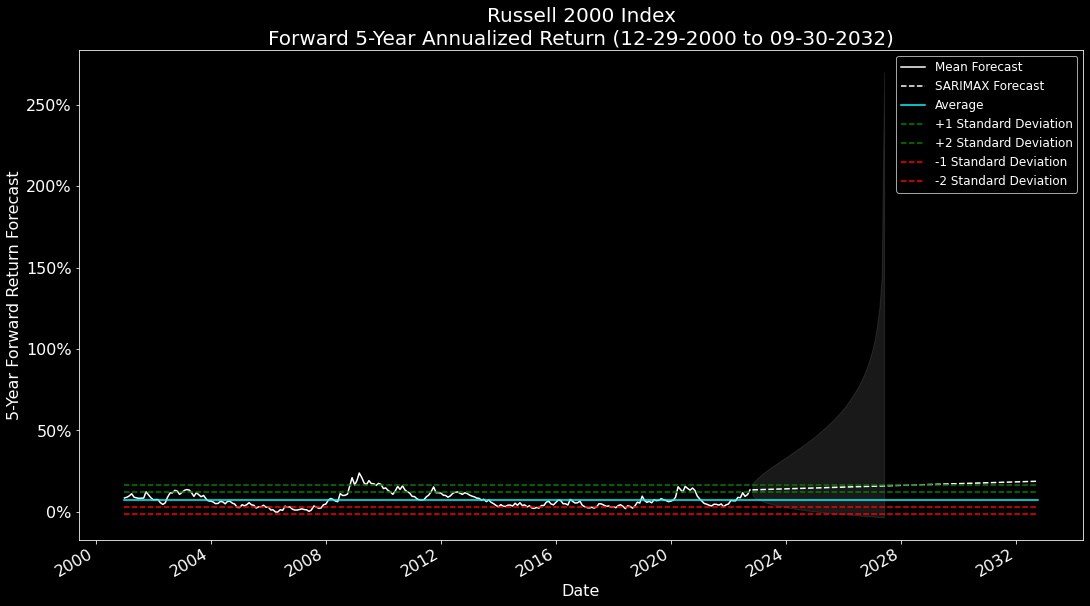 Russell 2000 Index
Forward 5-Year Annualized Return (12-29-2000 to 09-30-2032)
Mean Forecast
SARIMAX Forecast
Average
+1 Standard Deviation
+2 Standard Deviation
-1 Standard Deviation
-2 Standard Deviation
5-Year Forward Return Forecast
250%
200%
150%
100%
50%
0%
2000
2004
2008
2012
2016
2020
2024
2028
2032
Date